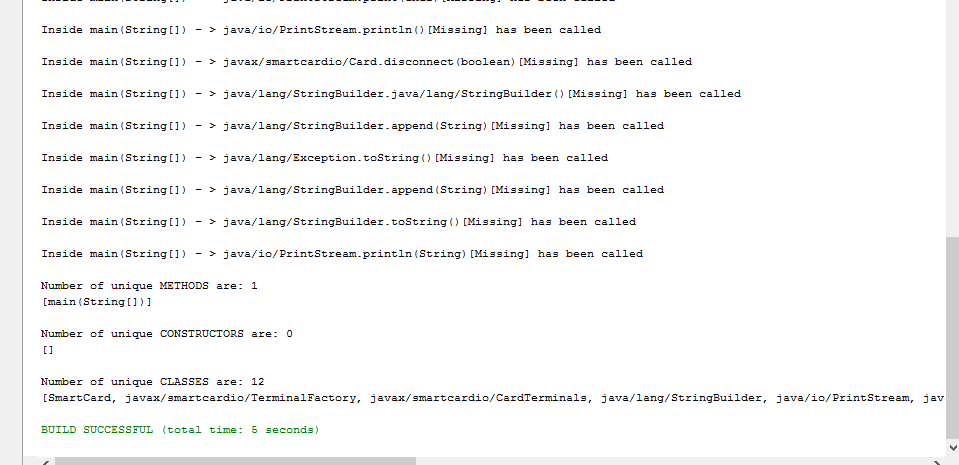 Inside main(String[]) - > java/io/PrintStream.println()[Missing] has been called
Inside main(String[]) - > javax/smartcardio/Card.disconnect(boolean)[Missing] has been called
Inside main(String[]) - > java/lang/StringBuilder.java/lang/StringBuilder()[Missing] has been called
Inside main(String[]) - > java/lang/StringBuilder.append(String)[Missing] has been called
Inside main(String[]) - > java/lang/Exception.toString()[Missing] has been called
Inside main(String[]) - > java/lang/StringBuilder.append(String)[Missing] has been called
Inside main(String[]) - > java/lang/StringBuilder.toString()[Missing] has been called
Inside main(String[]) - > java/io/PrintStream.println(String)[Missing] has been called
Number of unique METHODS are: 1
[main(String[])]
Number of unique CONSTRUCTORS are: 0
[]
Number of unique CLASSES are: 12
[SmartCard, javax/smartcardio/TerminalFactory, javax/smartcardio/CardTerminals, java/lang/StringBuilder, java/io/PrintStream, jav
BUILD SUCCESSFUL (total time: 5 seconds)